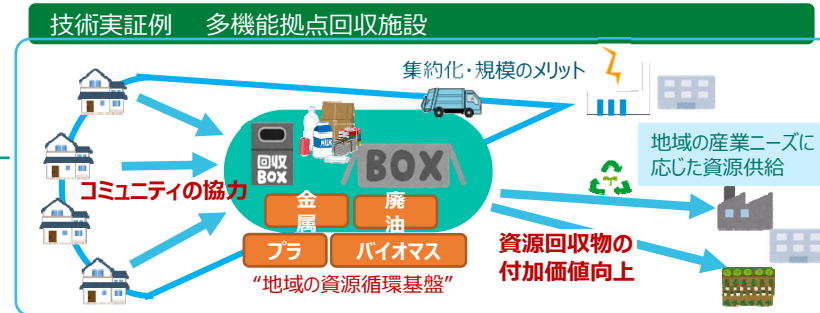 技術実証例 多機能拠点回収施設
集約化・規模のメリット
地域の産業ニーズに
応じた資源供給
コミュニティの協力
回収
BOX
MILK
BOX
金
属
廃
油
プラ
バイオマス
“地域の資源循環基盤”
資源回収物の
付加価値向上